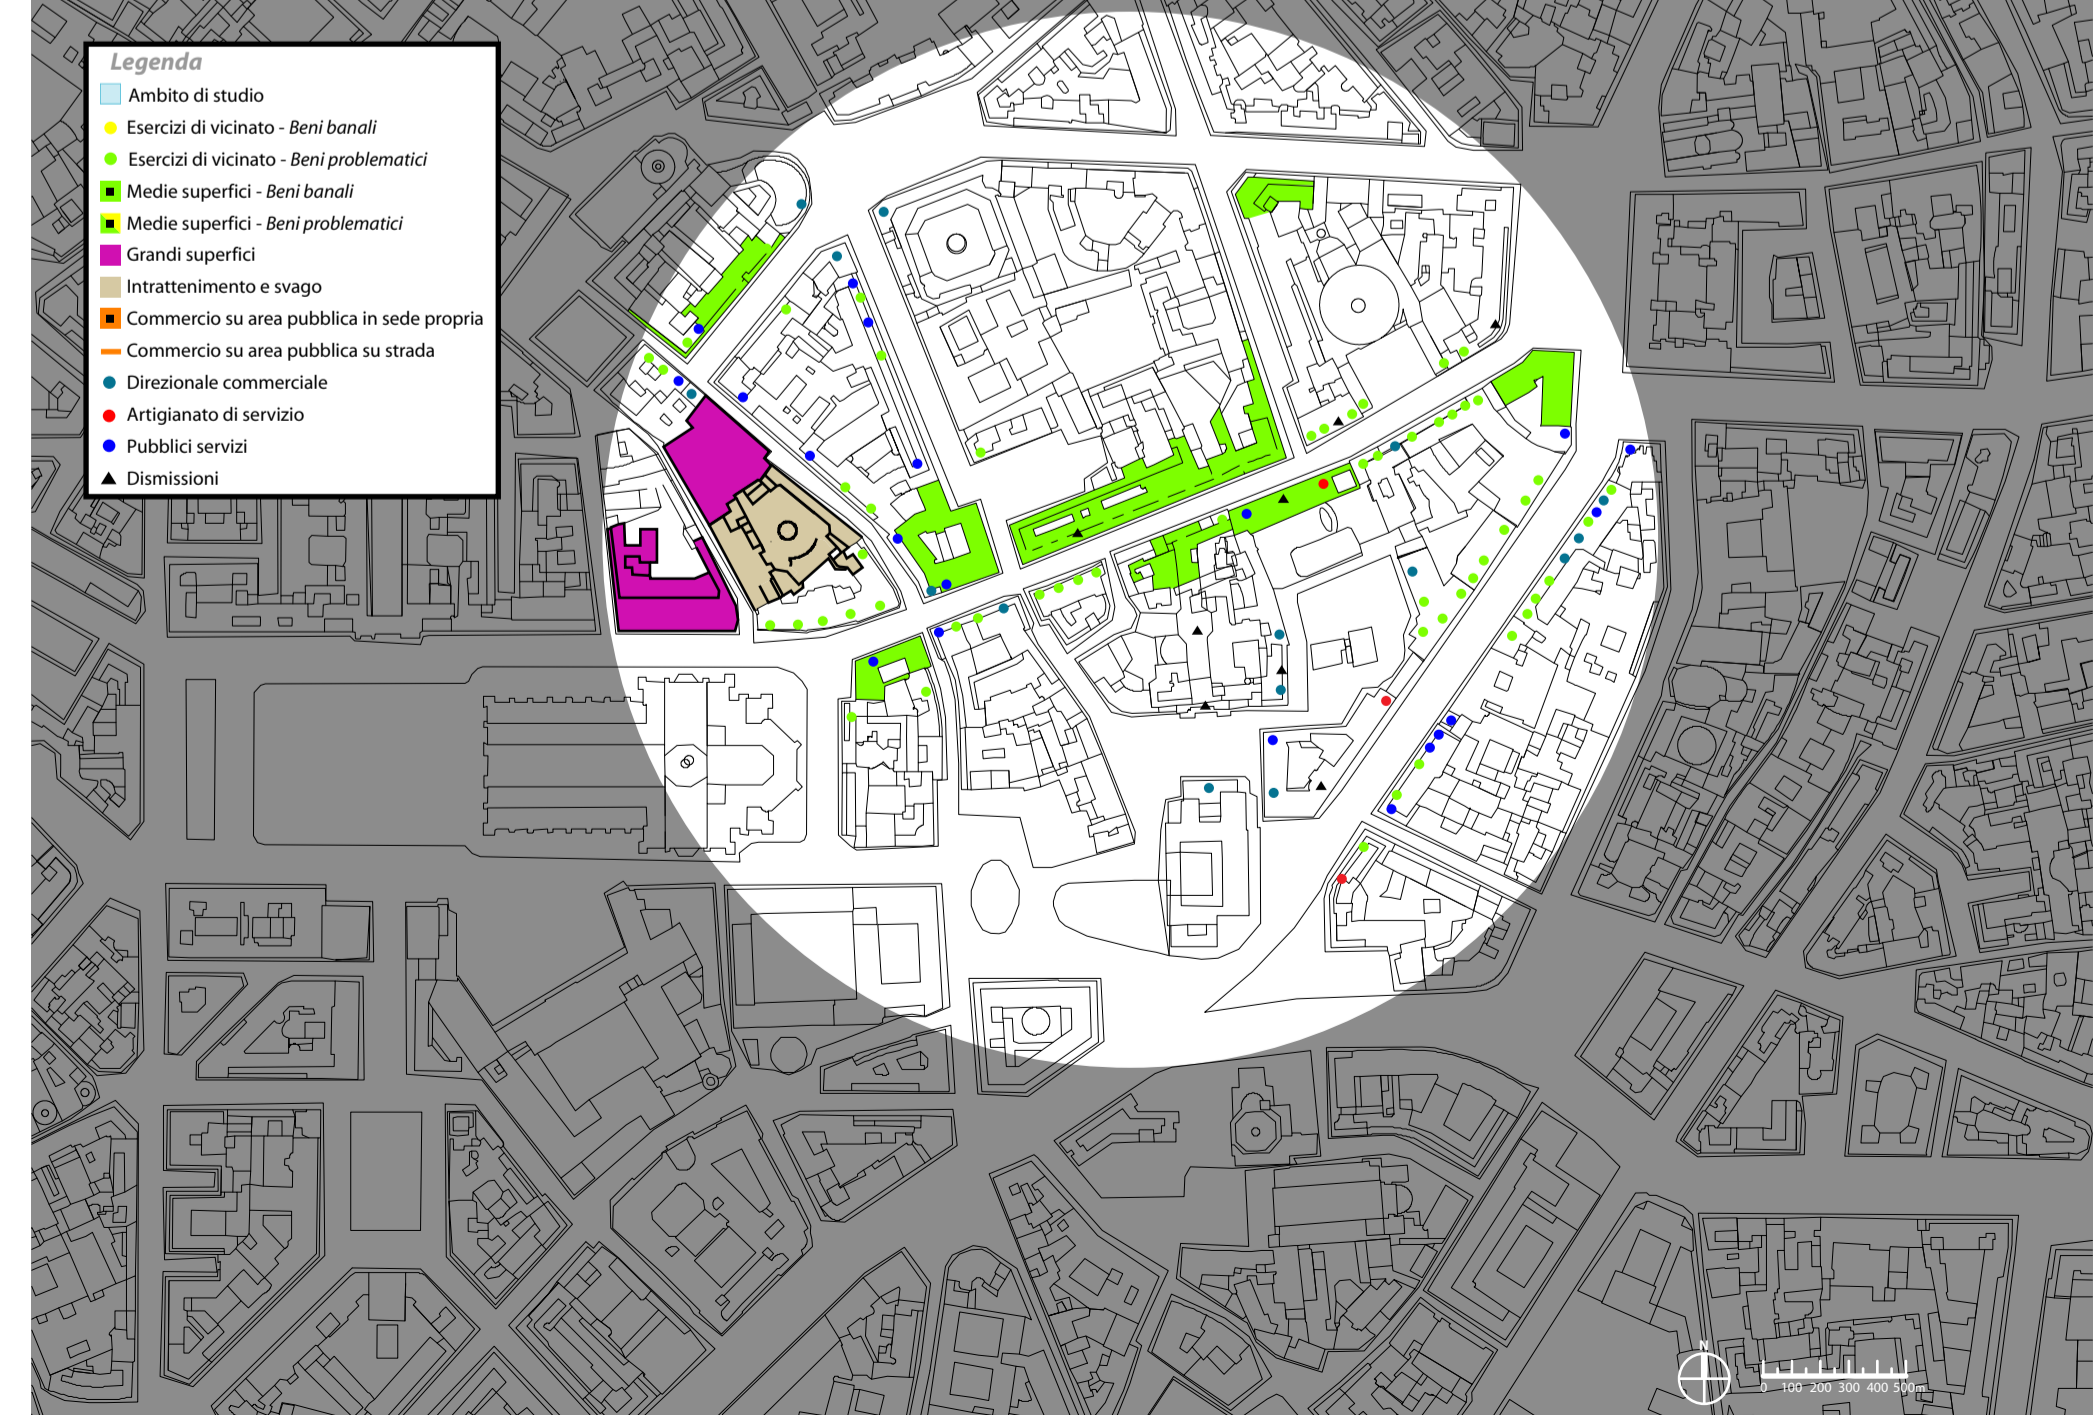 Legenda
Ambito di studio
Esercizi di vicinato - Beni banali
Esercizi di vicinato - Beni problematici
Medie superfici - Beni banali
Medie superfici - Beni problematici
Grandi superfici
Intrattenimento e svago
Commercio su area pubblica in sede propria
Commercio su area pubblica su strada
Direzionale commerciale
Artigianato di servizio
Pubblici servizi
Dismissioni
N
0 100 200 300 400 500m